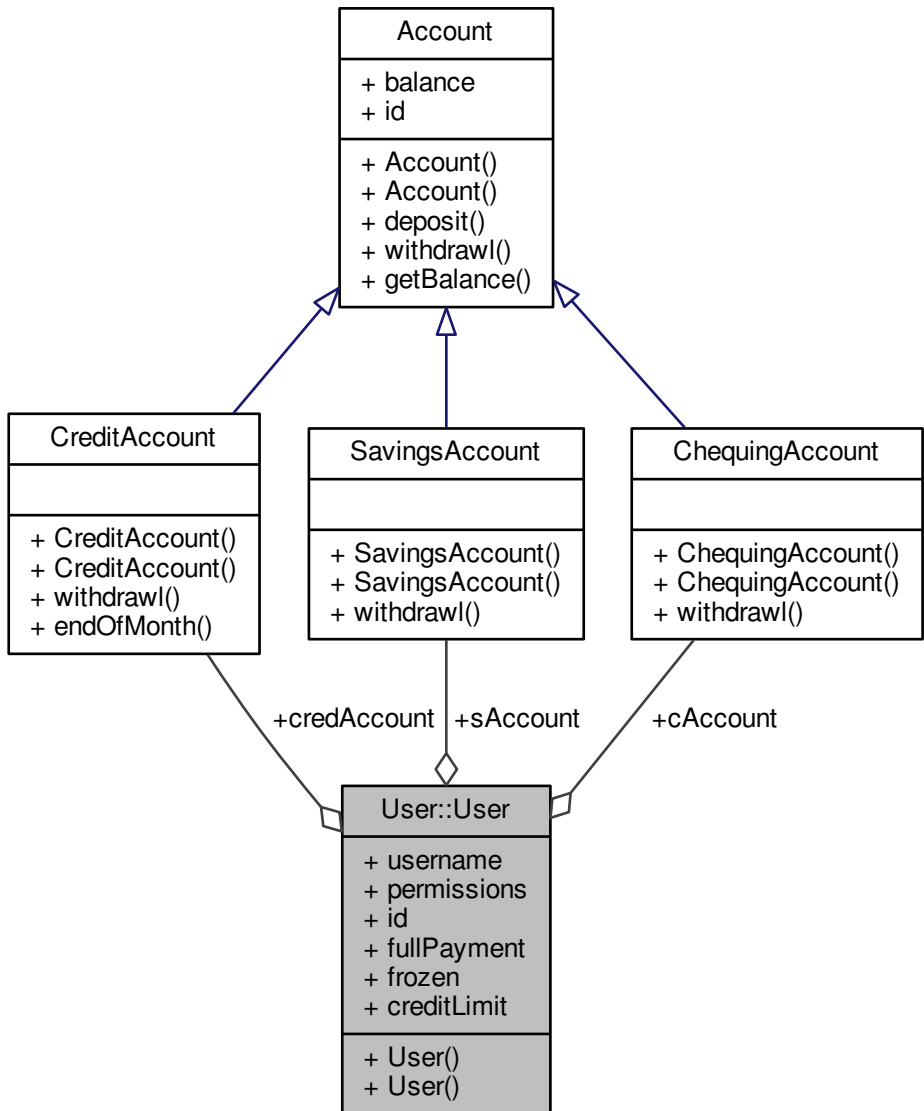 Account
+ balance
+ id
+ Account()
+ Account()
+ deposit()
+ withdrawl()
+ getBalance()
CreditAccount
+ CreditAccount()
+ CreditAccount()
+ withdrawl()
+ endOfMonth()
SavingsAccount
+ SavingsAccount()
+ SavingsAccount()
+ withdrawl()
ChequingAccount
+ ChequingAccount()
+ ChequingAccount()
+ withdrawl()
+credAccount
+sAccount
+cAccount
User::User
+ username
+ permissions
+ id
+ fullPayment
+ frozen
+ creditLimit
+ User()
+ User()